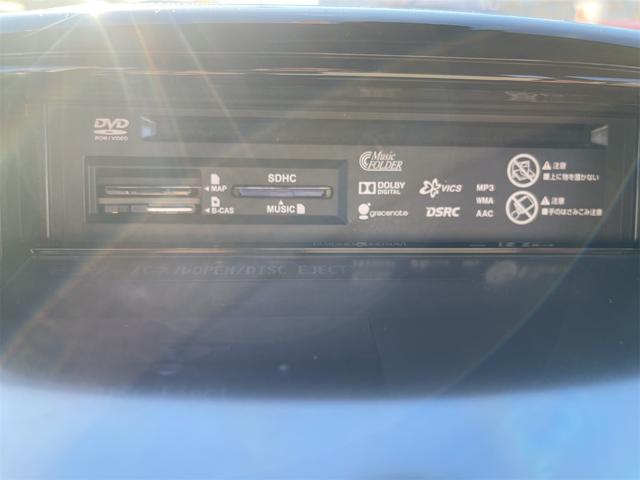 DVD
ROM / VIDEO
MAP
B-CAS
SDHC
MUSIC
Music
FOLDER
DOLBY
DIGITAL
gracenote
VICS
DSRC
MP3
WMA
AAC
注意
棚上に物を置かない
注意
棚手のはさみこみ注意
OPEN/DISC EJECT